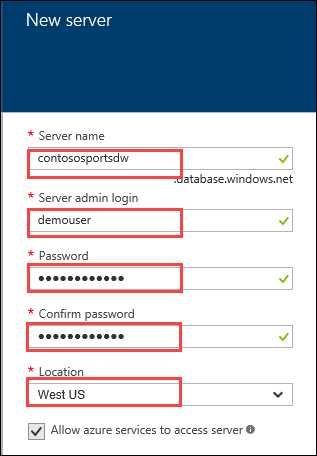 New server
* Server name
contososportsdw
.database.windows.net
* Server admin login
demouser
* Password
••••••••••••
* Confirm password
••••••••••••
* Location
West US
Allow azure services to access server